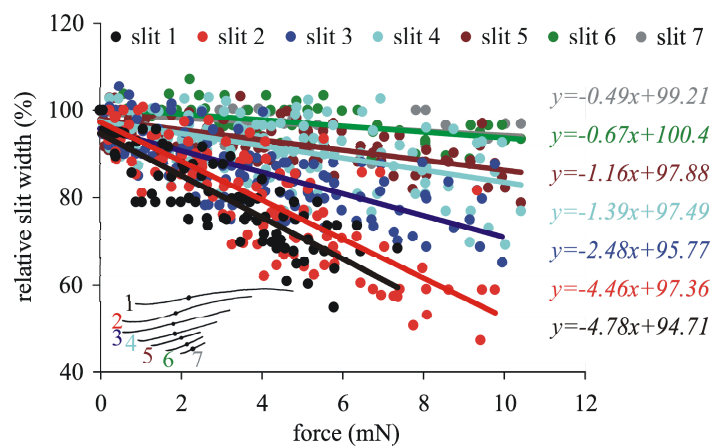 slit 1 slit 2 slit 3 slit 4 slit 5 slit 6 slit 7
120
100
80
60
40
relative slit width (%)
y=-0.49x+99.21
y=-0.67x+100.4
y=-1.16x+97.88
y=-1.39x+97.49
y=-2.48x+95.77
y=-4.46x+97.36
y=-4.78x+94.71
1
2
3 4
5 6 7
0 2 4 6 8 10 12
force (mN)